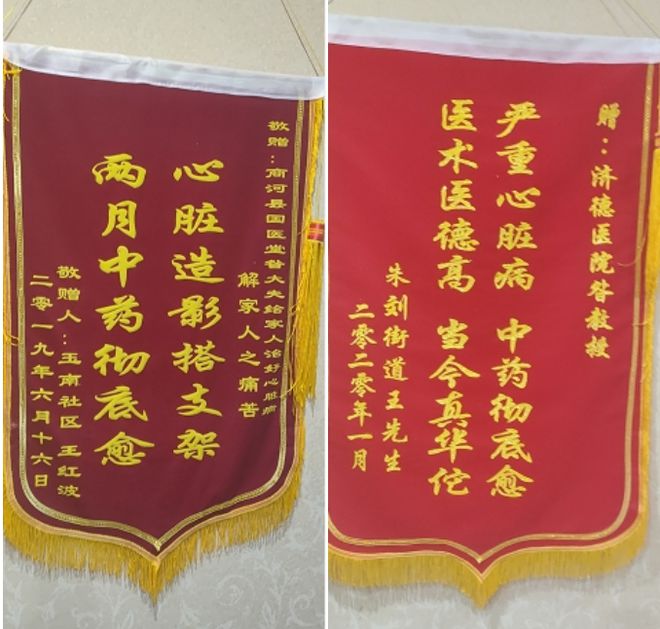 敬赠：商河县国医堂昝大夫给家人治好心脏病
解家人之痛苦
心脏造影搭支架
两月中药彻底愈
敬赠人：玉南社区 王红波
二零一九年六月十六日
赠：济德医院昝教授
严重心脏病 中药彻底愈
医术医德高 当今真华佗
朱刘街道王先生
二零二零年一月